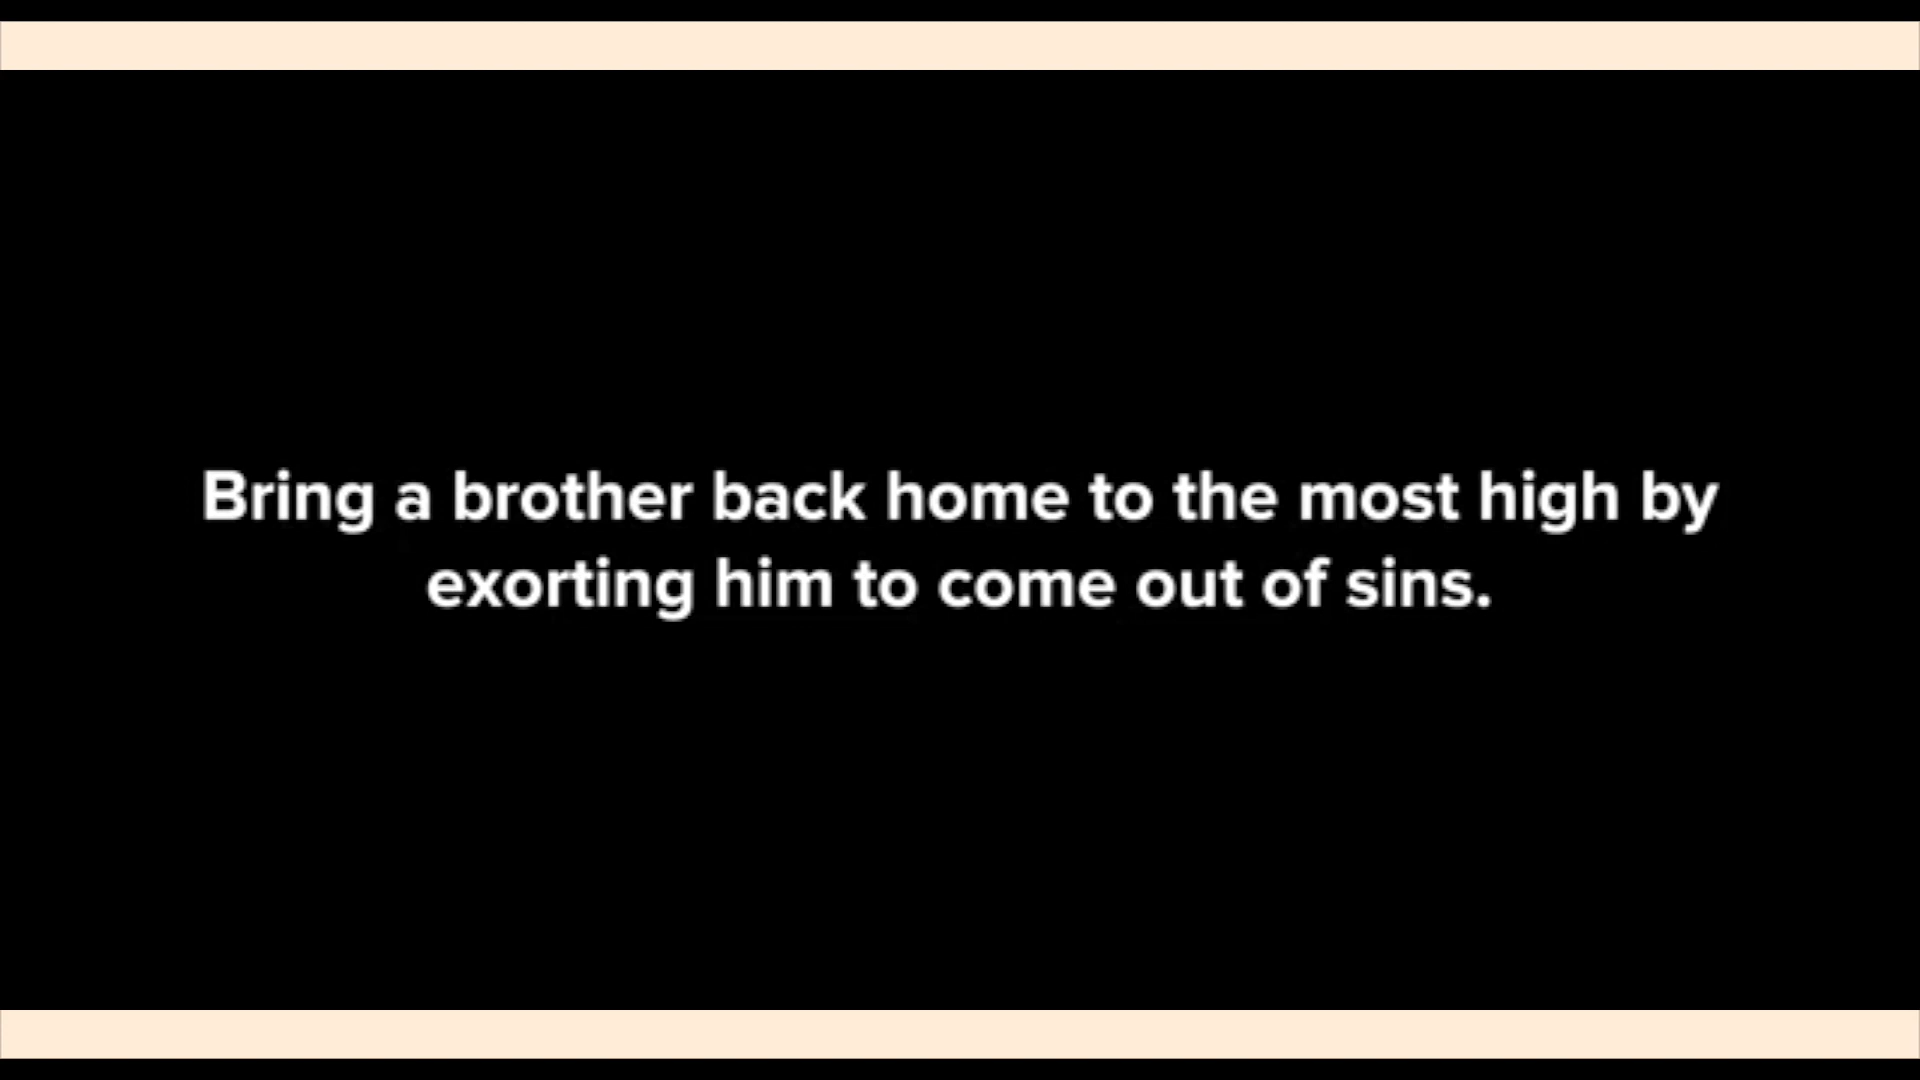 Bring a brother back home to the most high by
exorting him to come out of sins.